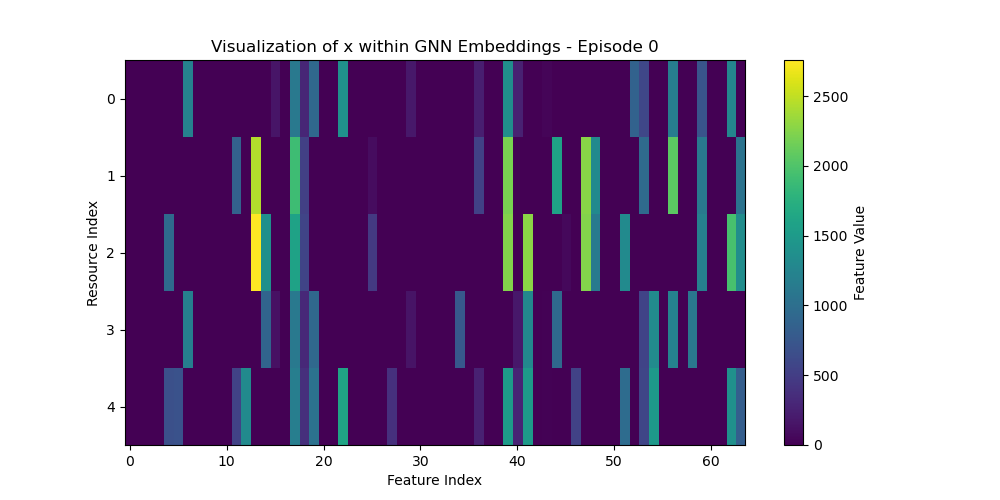 Visualization of x within GNN Embeddings - Episode 0
Resource Index
0
1
2
3
4
0 10 20 30 40 50 60
Feature Index
2500
2000
1500
1000
500
0
Feature Value